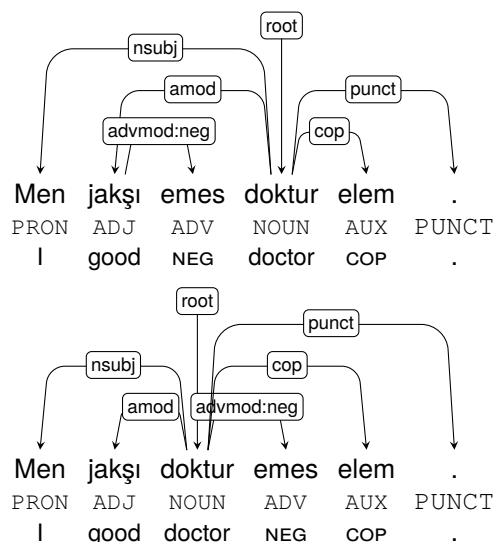 root
nsubj
amod
punct
advmod:neg
cop
Men jakşı emes doktur elem .
PRON ADJ ADV NOUN AUX PUNCT
I good NEG doctor COP .
root
punct
nsubj
cop
amod
advmod:neg
Men jakşı doktur emes elem .
PRON ADJ NOUN ADV AUX PUNCT
I good doctor NEG COP .